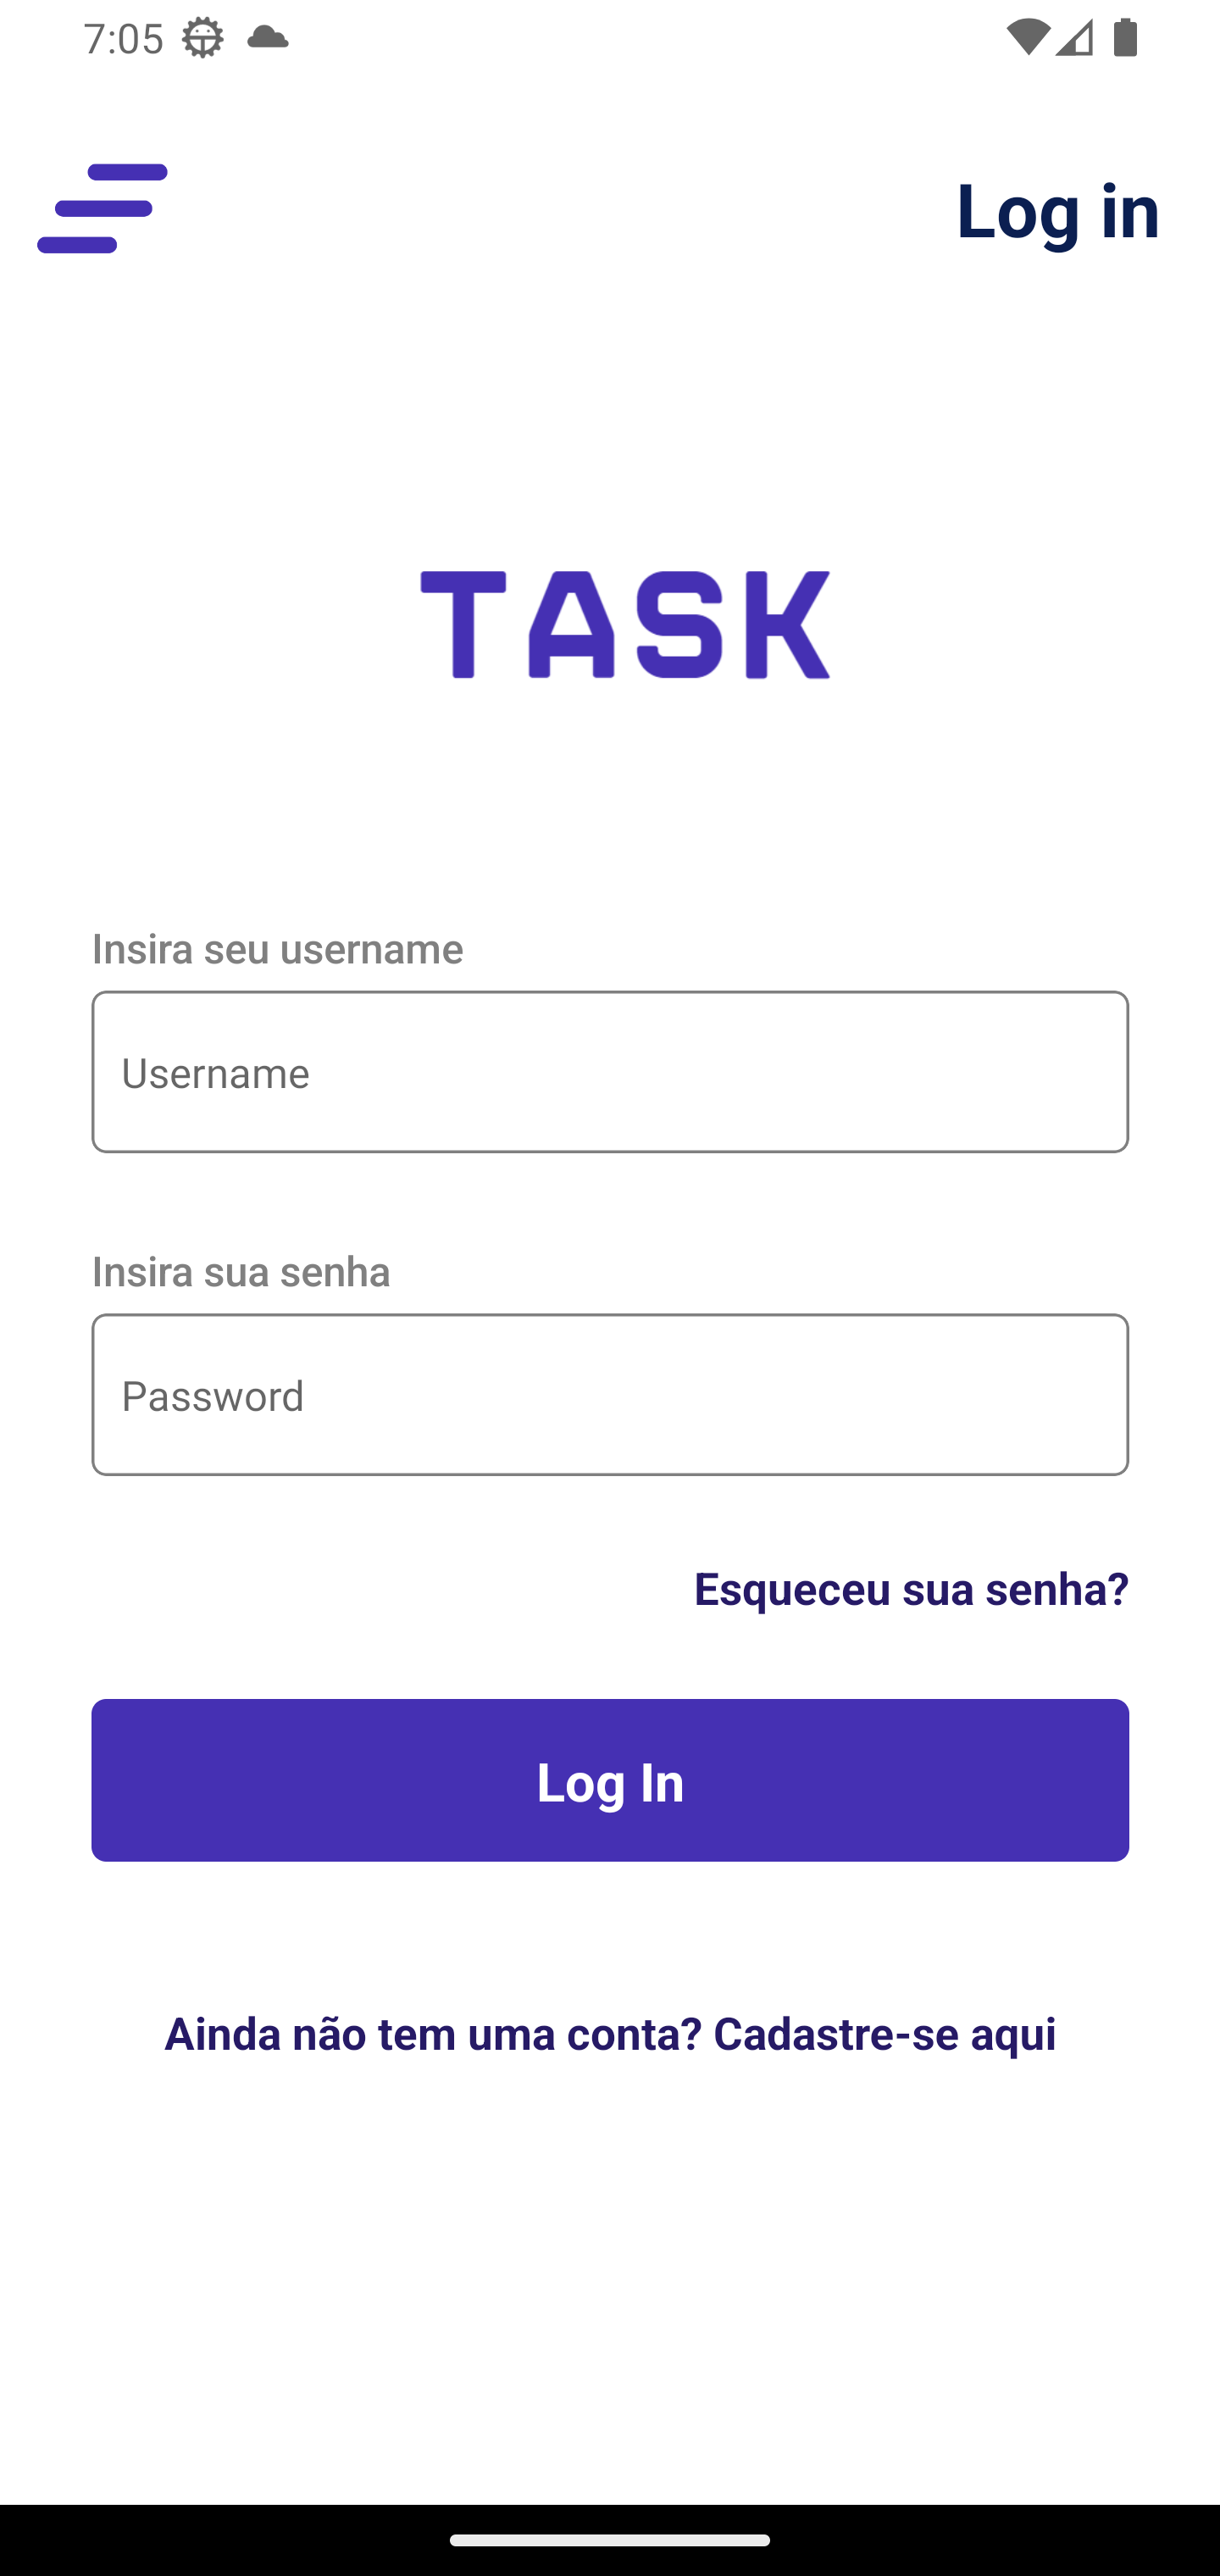 7:05
Log in
TASK
Insira seu username
Username
Insira sua senha
Password
Esqueceu sua senha?
Log In
Ainda não tem uma conta? Cadastre-se aqui